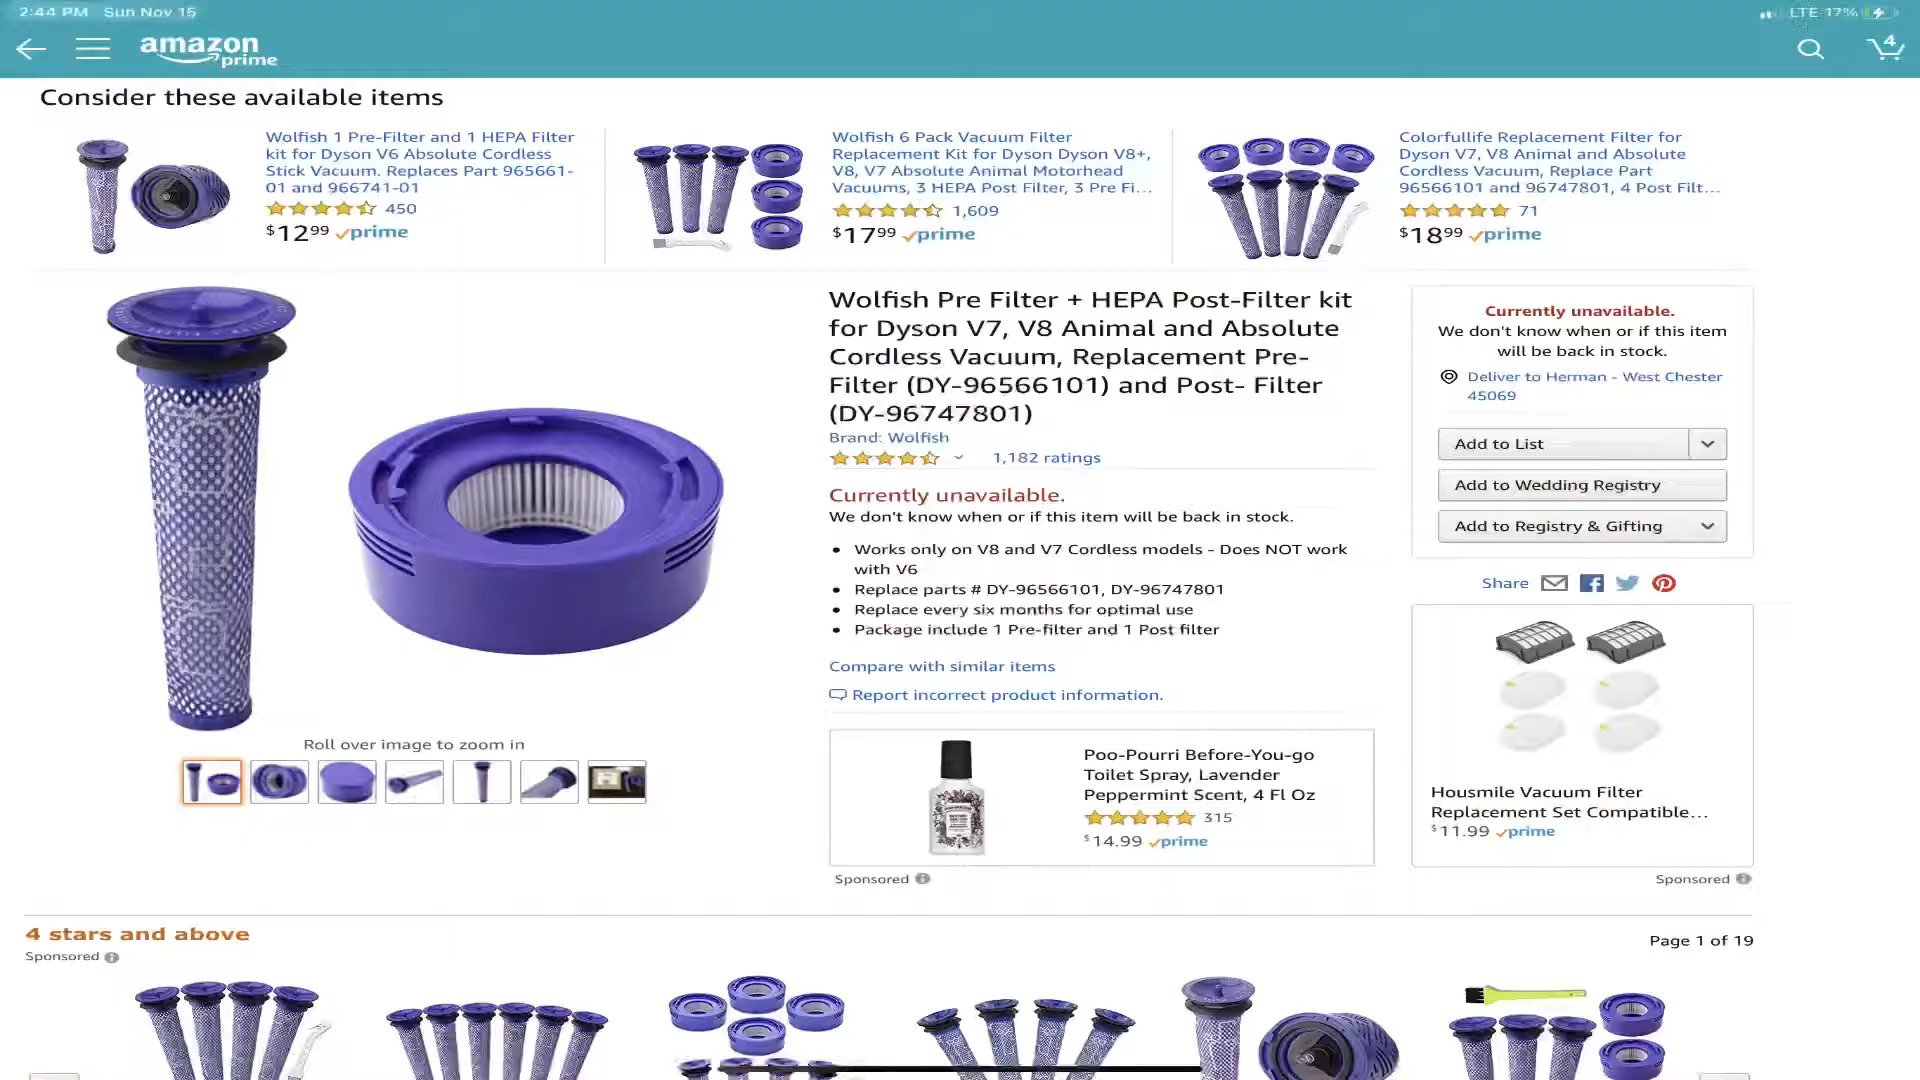 2:44 PM Sun Nov 15
LTE 17%
amazon
prime
4
Consider these available items
Wolfish 1 Pre-Filter and 1 HEPA Filter
kit for Dyson V6 Absolute Cordless
Stick Vacuum. Replaces Part 965661-
01 and 966741-01
450
$12.99 prime
Wolfish 6 Pack Vacuum Filter
Replacement Kit for Dyson Dyson V8+,
V8, V7 Absolute Animal Motorhead
Vacuums, 3 HEPA Post Filter, 3 Pre Fi...
1,609
$17.99 prime
Colorfullife Replacement Filter for
Dyson V7, V8 Animal and Absolute
Cordless Vacuum, Replace Part
96566101 and 96747801, 4 Post Filt...
71
$18.99 prime
Wolfish Pre Filter + HEPA Post-Filter kit
for Dyson V7, V8 Animal and Absolute
Cordless Vacuum, Replacement Pre-
Filter (DY-96566101) and Post- Filter
(DY-96747801)
Brand: Wolfish
1,182 ratings
Currently unavailable.
We don't know when or if this item will be back in stock.
• Works only on V8 and V7 Cordless models - Does NOT work
with V6
• Replace parts # DY-96566101, DY-96747801
• Replace every six months for optimal use
• Package include 1 Pre-filter and 1 Post filter
Compare with similar items
Report incorrect product information.
Roll over image to zoom in
Poo-Pourri Before-You-go
Toilet Spray, Lavender
Peppermint Scent, 4 Fl Oz
315
$14.99 prime
Sponsored
Currently unavailable.
We don't know when or if this item
will be back in stock.
Deliver to Herman - West Chester
45069
Add to List
Add to Wedding Registry
Add to Registry & Gifting
Share
Housmile Vacuum Filter
Replacement Set Compatible...
$11.99 prime
Sponsored
4 stars and above
Sponsored
Page 1 of 19